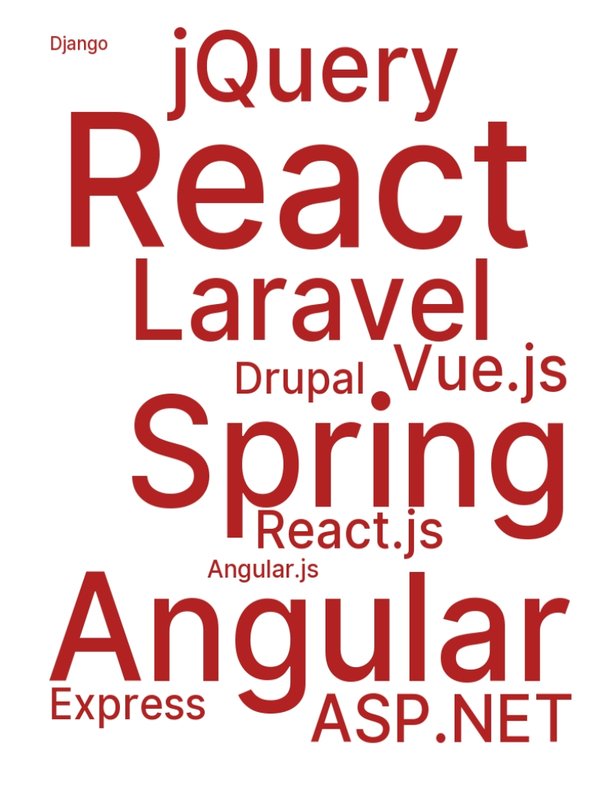 Django
jQuery
React
Laravel
Vue.js
Drupal
Spring
React.js
Angular.js
Angular
Express
ASP.NET